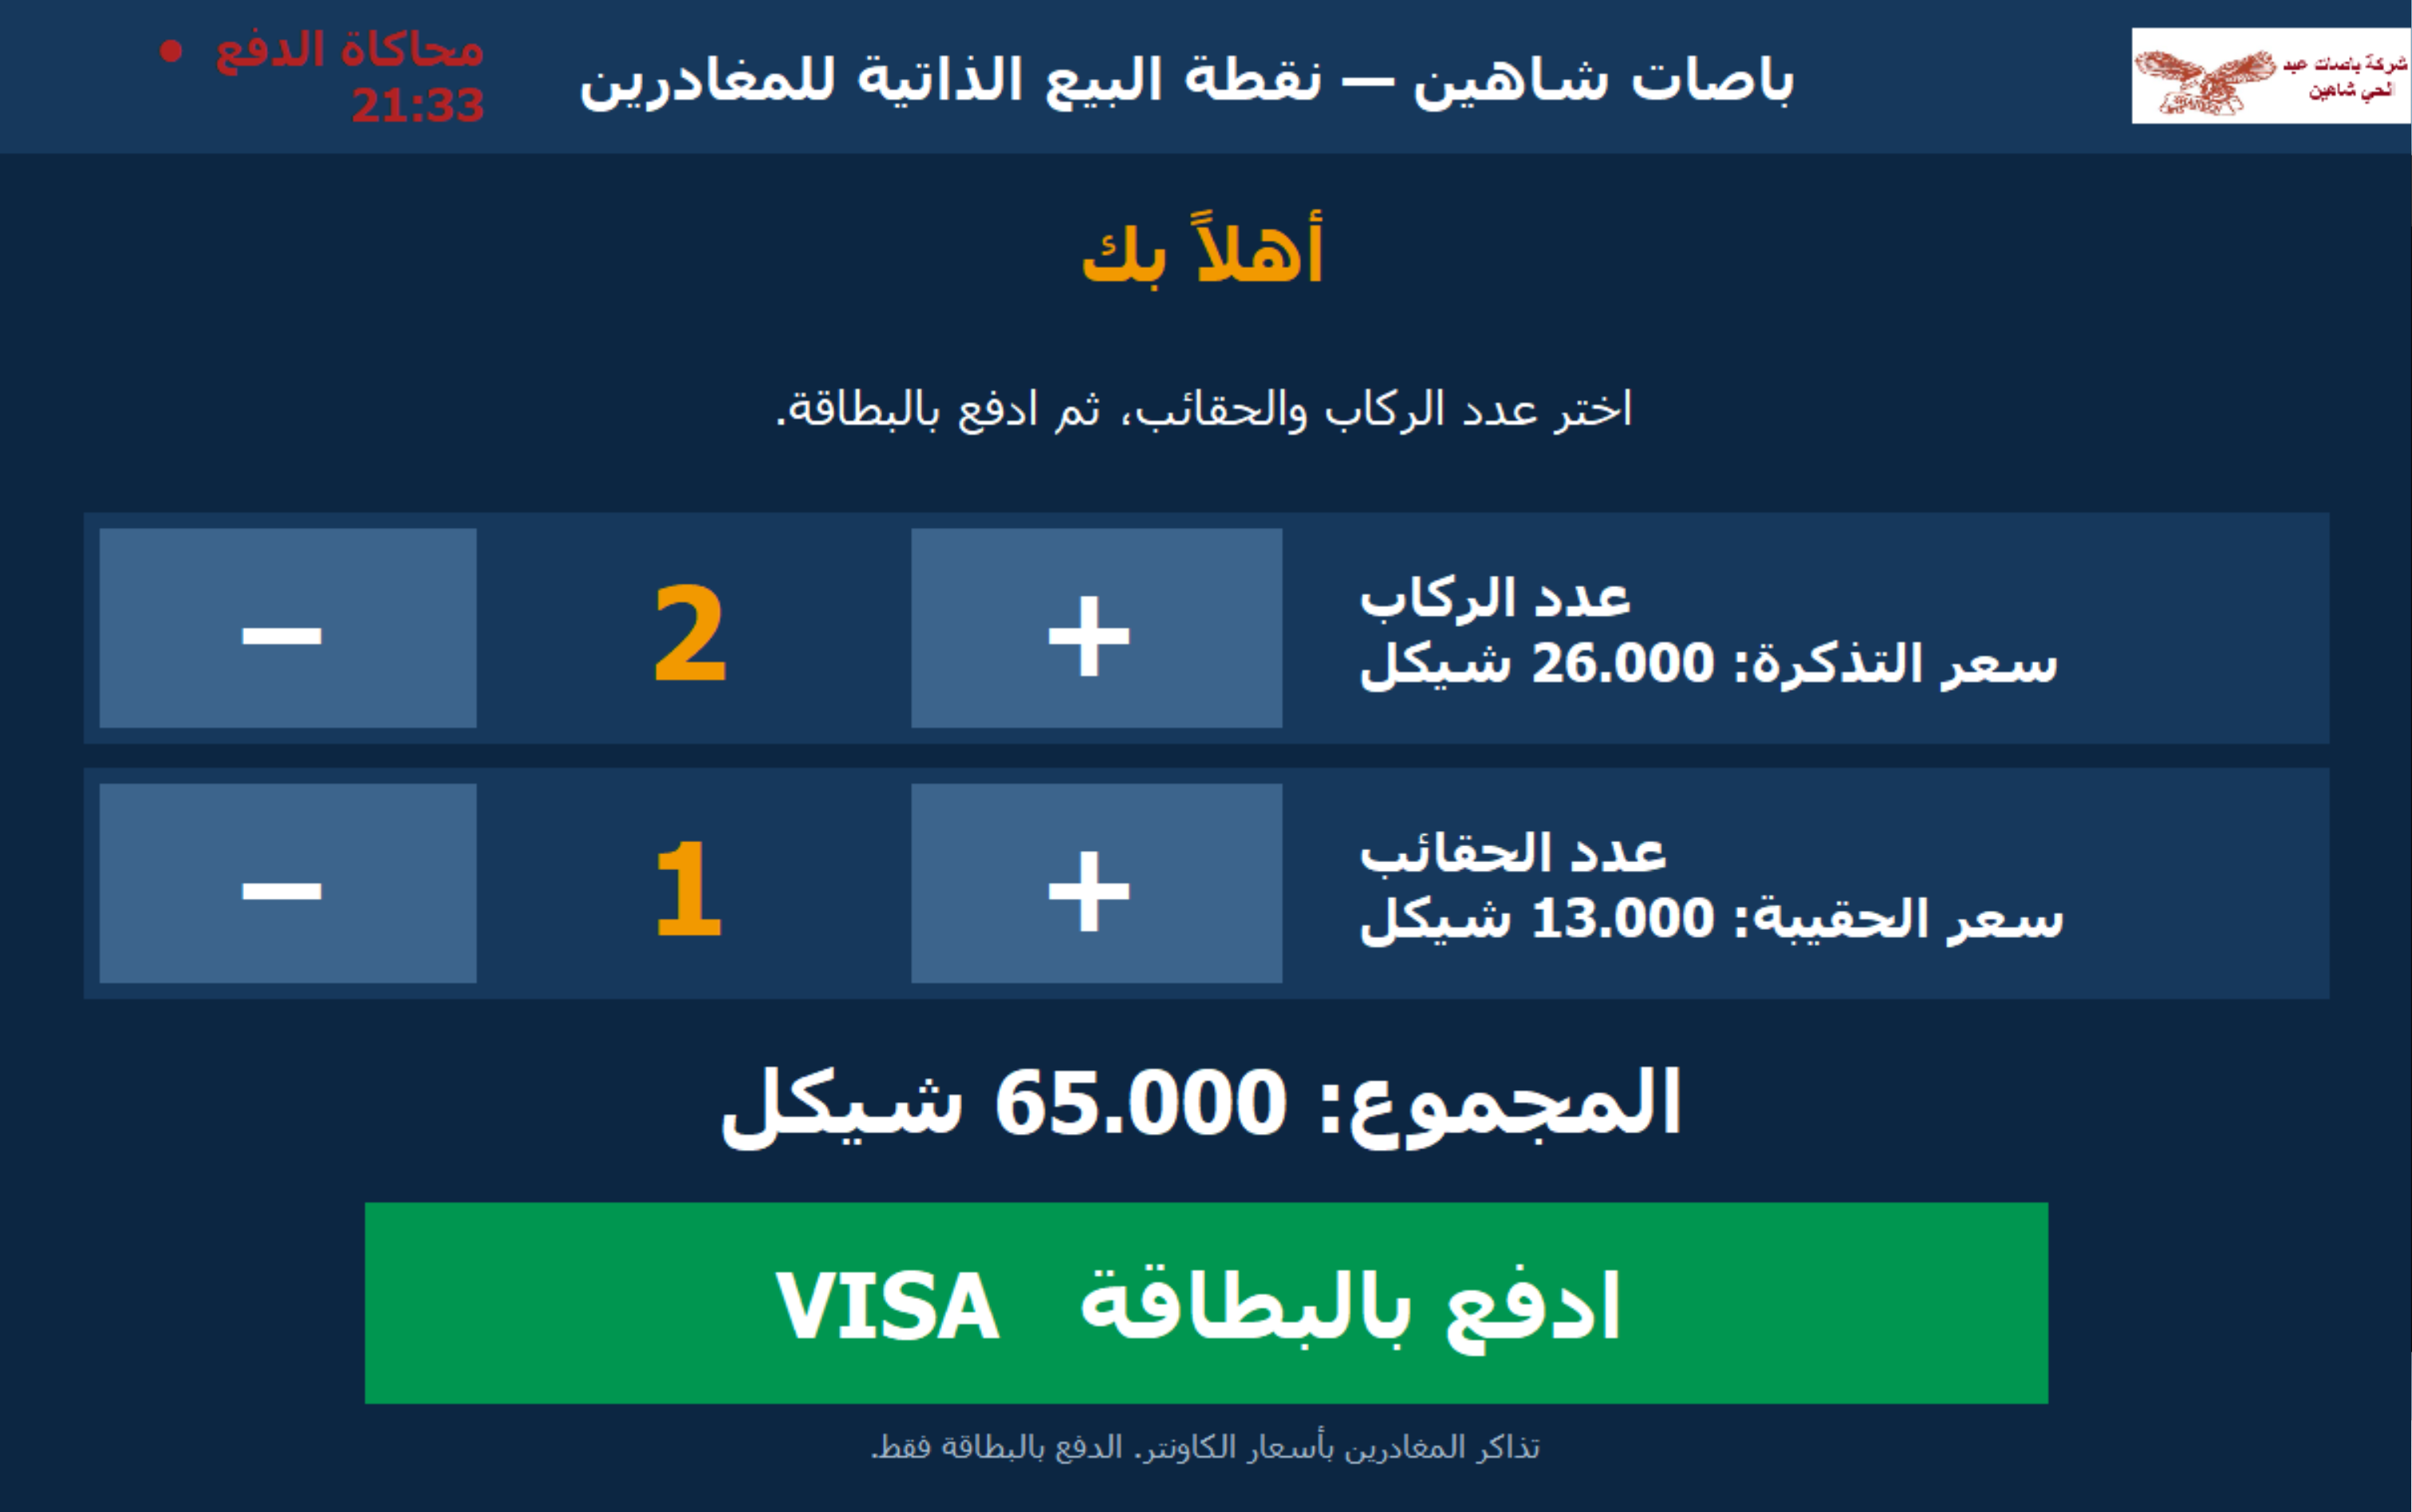 شركة باصات عبد
الحي شاهين
باصات شاهين — نقطة البيع الذاتية للمغادرين
محاكاة الدفع ●
21:33
أهلاً بك
اختر عدد الركاب والحقائب، ثم ادفع بالبطاقة.
عدد الركاب
سعر التذكرة: 26.000 شيكل
+ 2 −
عدد الحقائب
سعر الحقيبة: 13.000 شيكل
+ 1 −
المجموع: 65.000 شيكل
ادفع بالبطاقة VISA
تذاكر المغادرين بأسعار الكاونتر. الدفع بالبطاقة فقط.